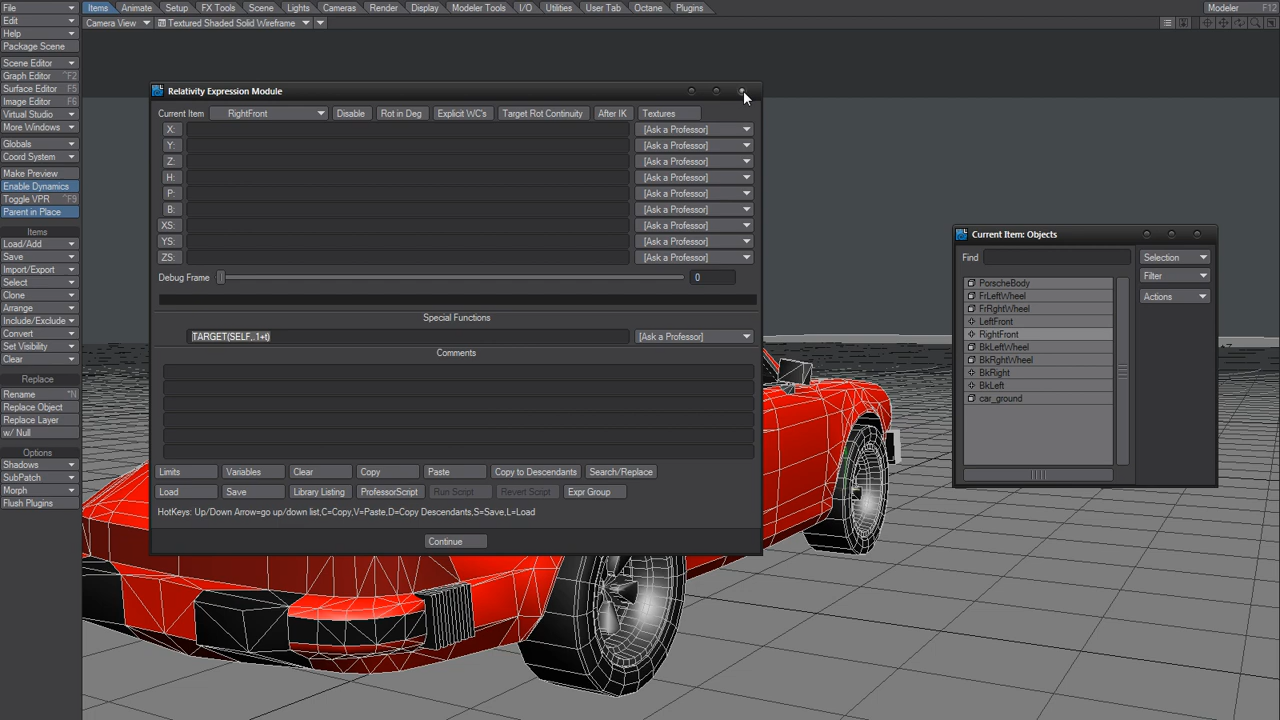 File
Items Animate Setup FX Tools Scene Lights Cameras Render Display Modeler Tools I/O Utilities User Tab Octane Plugins
Modeler F12
Edit
Camera View Textured Shaded Solid Wireframe
Help
Package Scene
Scene Editor
Graph Editor ^F2
Surface Editor F5
Image Editor F6
Virtual Studio
More Windows
Globals
Coord System
Make Preview
Enable Dynamics
Toggle VPR ^F9
Parent in Place
Items
Load/Add
Save
Import/Export
Select
Clone
Arrange
Include/Exclude
Convert
Set Visibility
Clear
Replace
Rename ^N
Replace Object
Replace Layer
w/ Null
Options
Shadows
SubPatch
Morph
Flush Plugins
Relativity Expression Module
Current Item RightFront Disable Rot in Deg Explicit WC's Target Rot Continuity After IK Textures
X: [Ask a Professor]
Y: [Ask a Professor]
Z: [Ask a Professor]
H: [Ask a Professor]
P: [Ask a Professor]
B: [Ask a Professor]
XS: [Ask a Professor]
YS: [Ask a Professor]
ZS: [Ask a Professor]
Debug Frame 0
Special Functions
TARGET(SELF,.1+t) [Ask a Professor]
Comments
Limits Variables Clear Copy Paste Copy to Descendants Search/Replace
Load Save Library Listing ProfessorScript Run Script Revert Script Expr Group
HotKeys: Up/Down Arrow=go up/down list,C=Copy,V=Paste,D=Copy Descendants,S=Save,L=Load
Continue
Current Item: Objects
Find
Selection
Filter
Actions
PorscheBody
FrLeftWheel
FrRghtWheel
LeftFront
RightFront
BkLeftWheel
BkRghtWheel
BkRight
BkLeft
car_ground